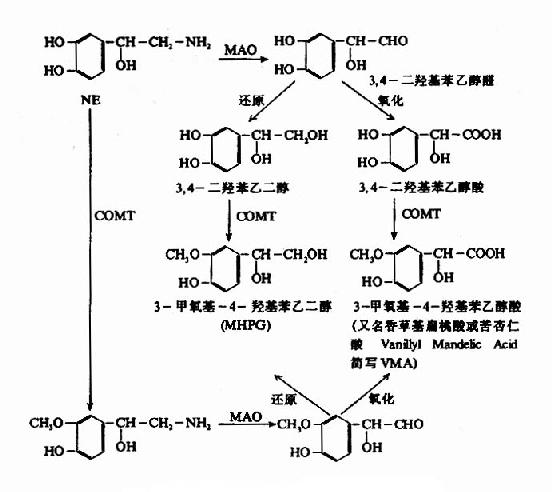 HO CH—CH₂—NH₂ MAO HO CH—CHO
HO OH HO OH
NE 3,4-二羟基苯乙醇醛
还原 氧化
HO CH—CH₂OH HO CH—COOH
HO OH HO OH
3,4-二羟苯乙二醇 3,4-二羟基苯乙醇酸
COMT COMT COMT
CH₃O CH—CH₂OH CH₃O CH—COOH
HO OH HO OH
3-甲氧基-4-羟基苯乙二醇 3-甲氧基-4-羟基苯乙醇酸
(MHPG) (又名香草基扁桃酸或苦杏仁
酸 Vanillyl Mandelic Acid
简写VMA)
还原 氧化
CH₃O CH—CH₂—NH₂ MAO CH₃O CH—CHO
HO OH HO OH